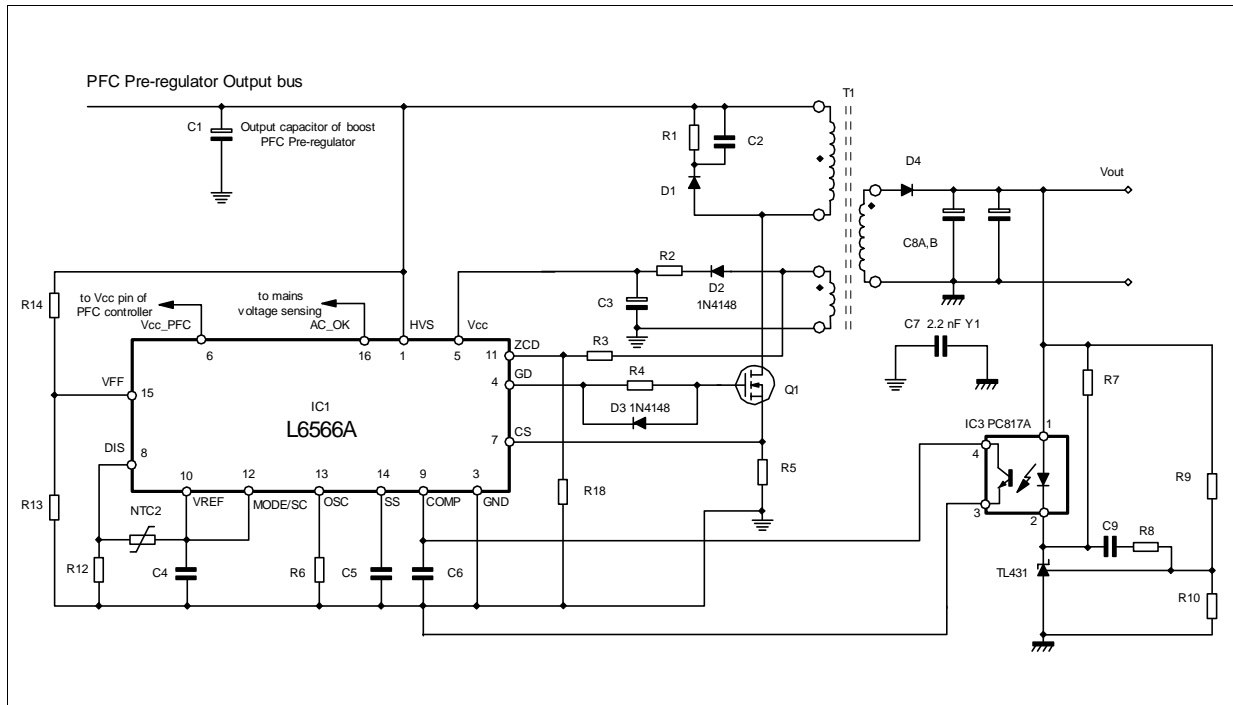 PFC Pre-regulator Output bus
T1
C1
Output capacitor of boost
PFC Pre-regulator
R1
C2
D1
D4
Vout
C8A,B
R2
D2
1N4148
C3
R14
to Vcc pin of
PFC controller
Vcc_PFC
to mains
voltage sensing
AC_OK
HVS
Vcc
6
16
1
5
11
ZCD
R3
C7 2.2 nF Y1
4
GD
R4
Q1
D3 1N4148
VFF
15
IC1
L6566A
7
CS
DIS
8
R5
R7
IC3 PC817A
1
4
3
2
R9
10
12
13
14
9
3
VREF
MODE/SC
OSC
SS
COMP
GND
R13
NTC2
R18
R12
C4
R6
C5
C6
C9
R8
TL431
R10